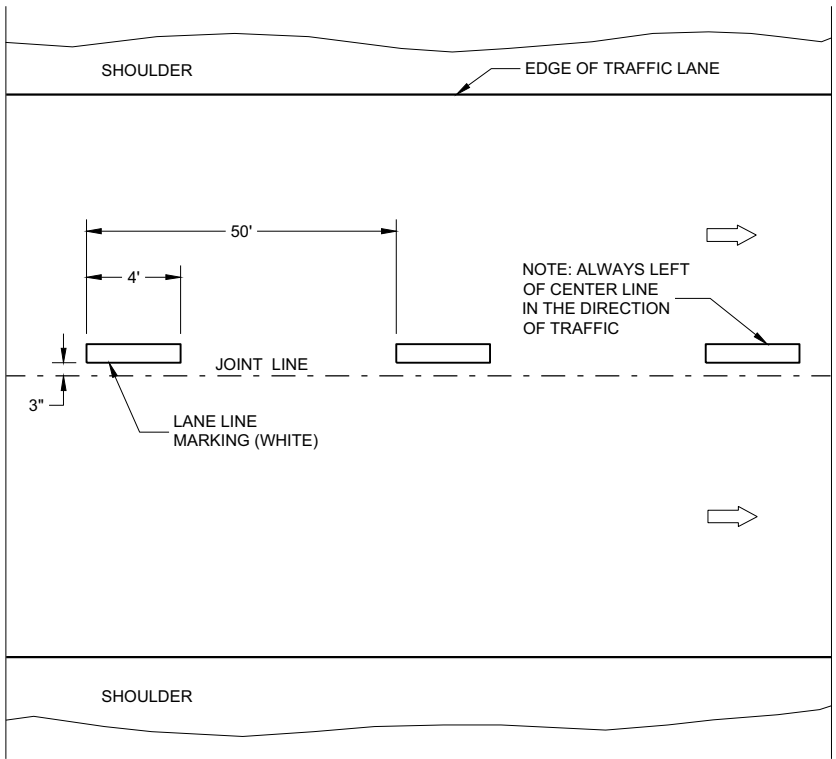 SHOULDER
EDGE OF TRAFFIC LANE
50'
4'
NOTE: ALWAYS LEFT
OF CENTER LINE
IN THE DIRECTION
OF TRAFFIC
JOINT LINE
3"
LANE LINE
MARKING (WHITE)
SHOULDER